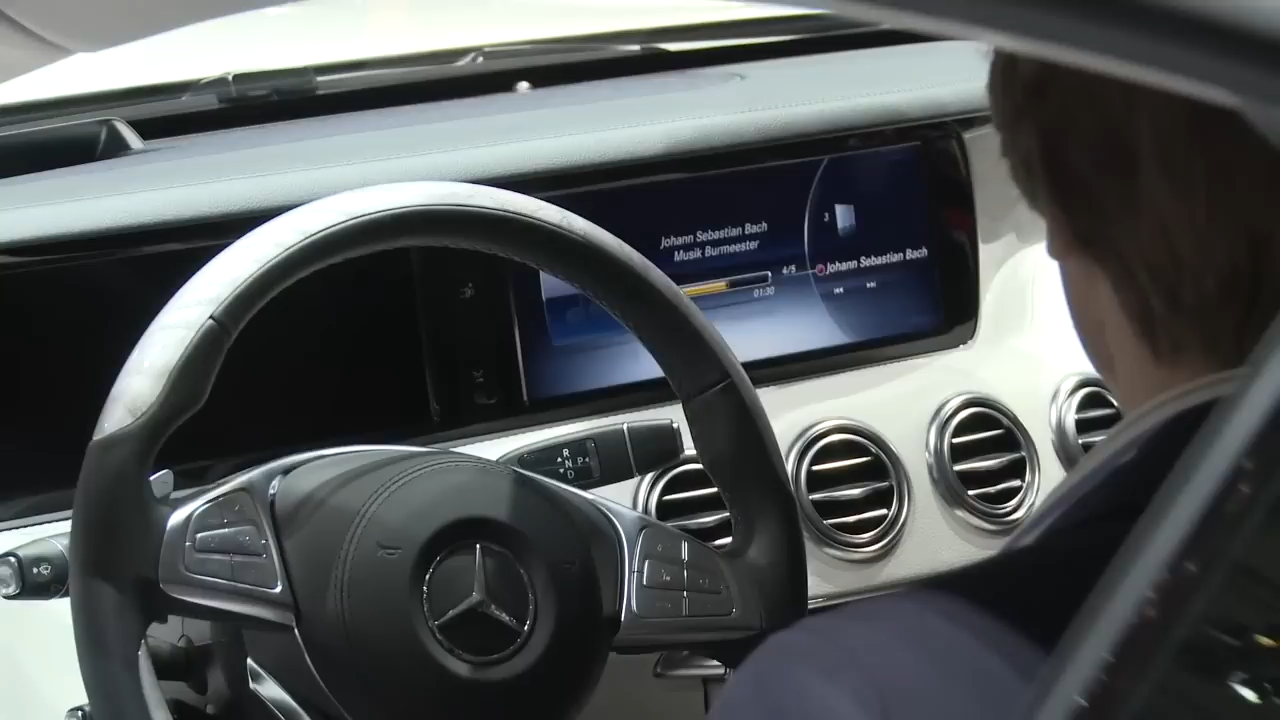 Johann Sebastian Bach
Musik Burmeester
3
4/5
Johann Sebastian Bach
01:30
R
N P
D